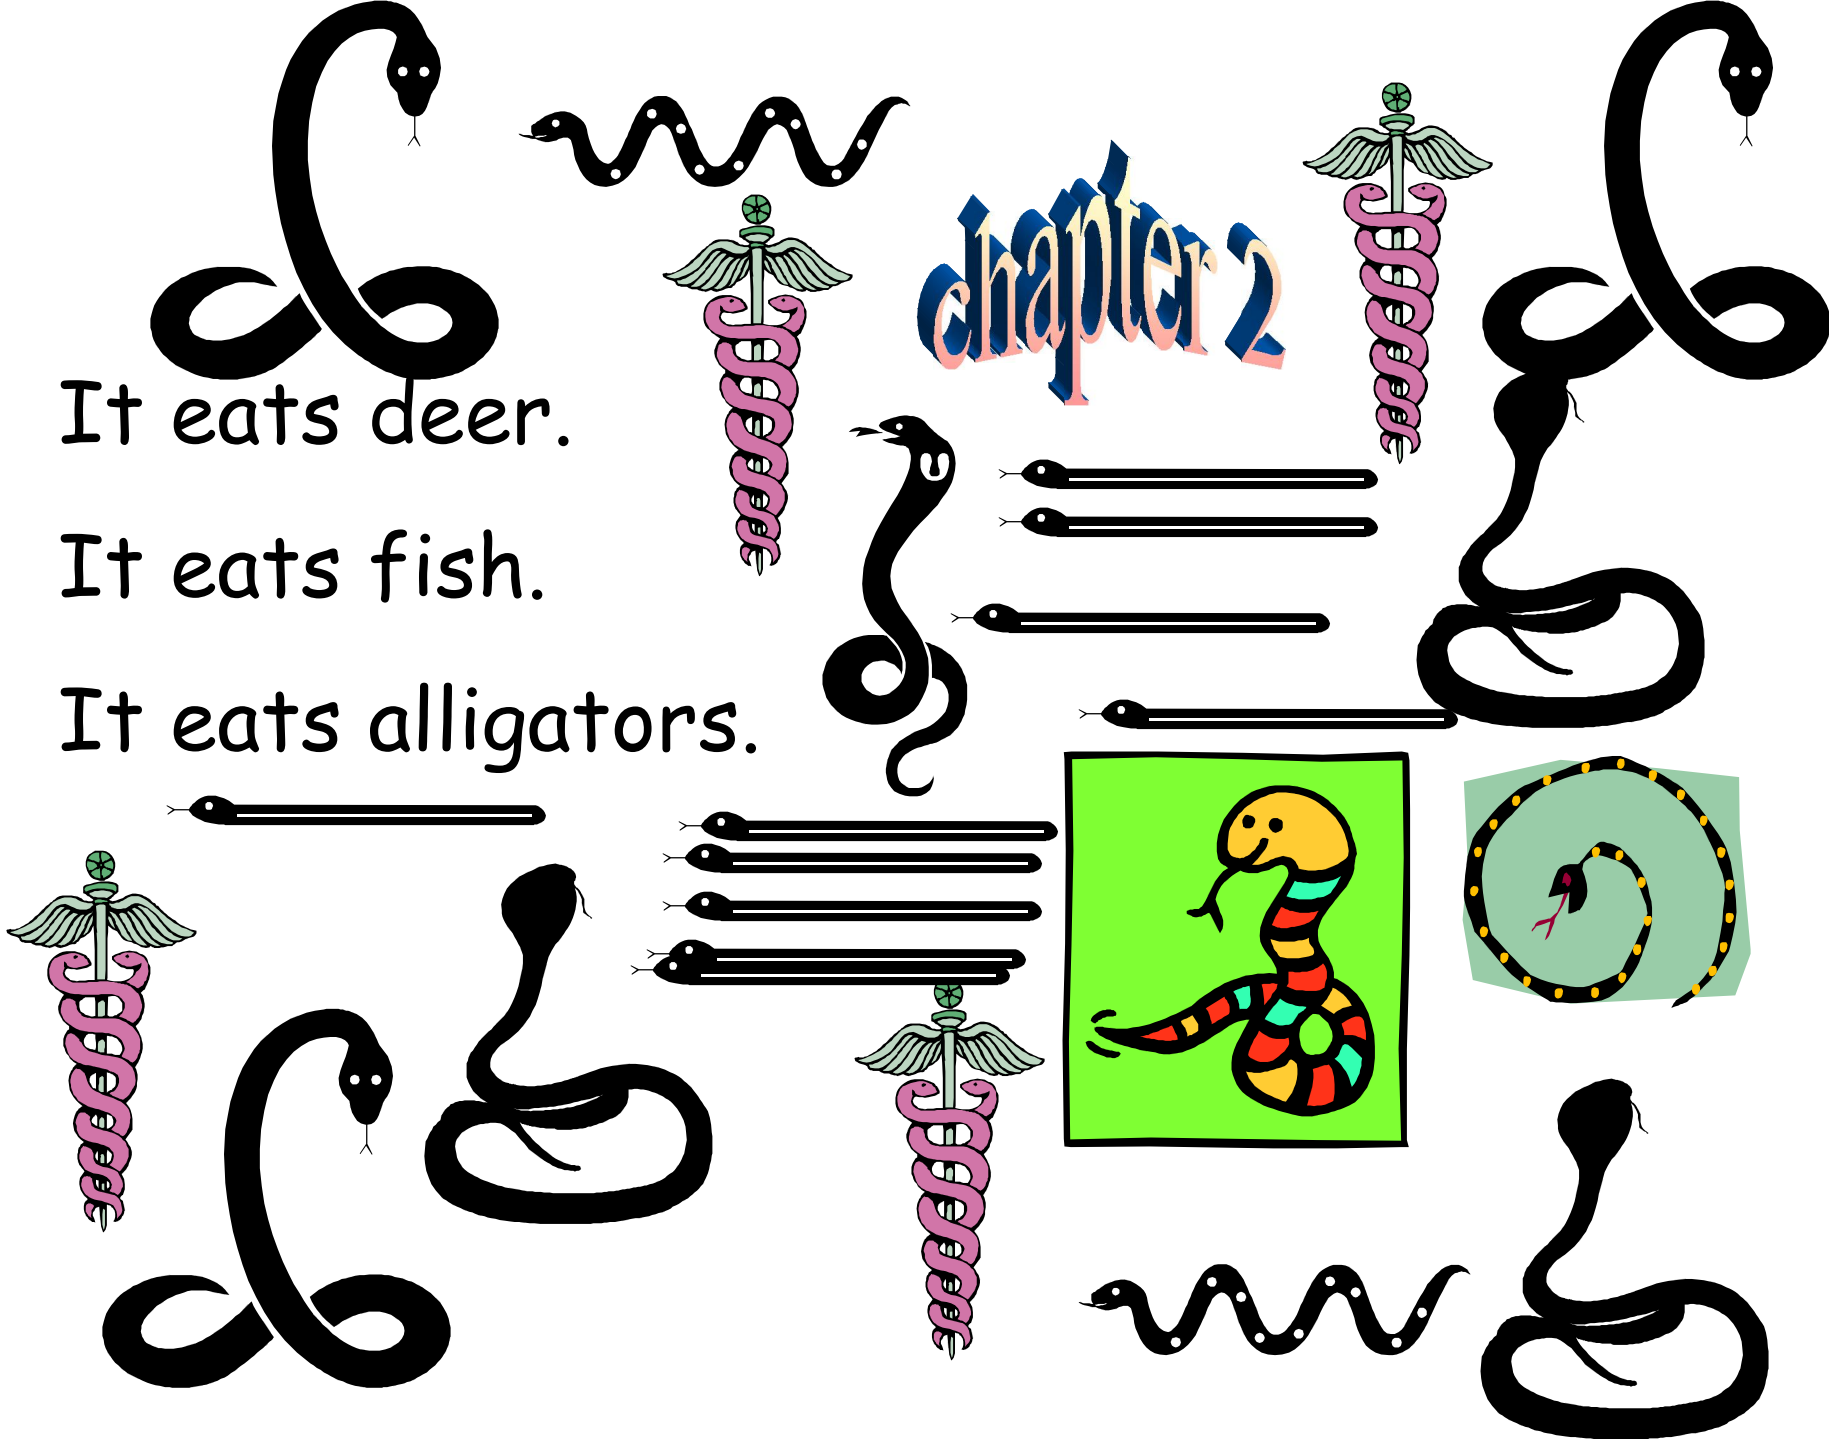 chapter 2
It eats deer.
It eats fish.
It eats alligators.